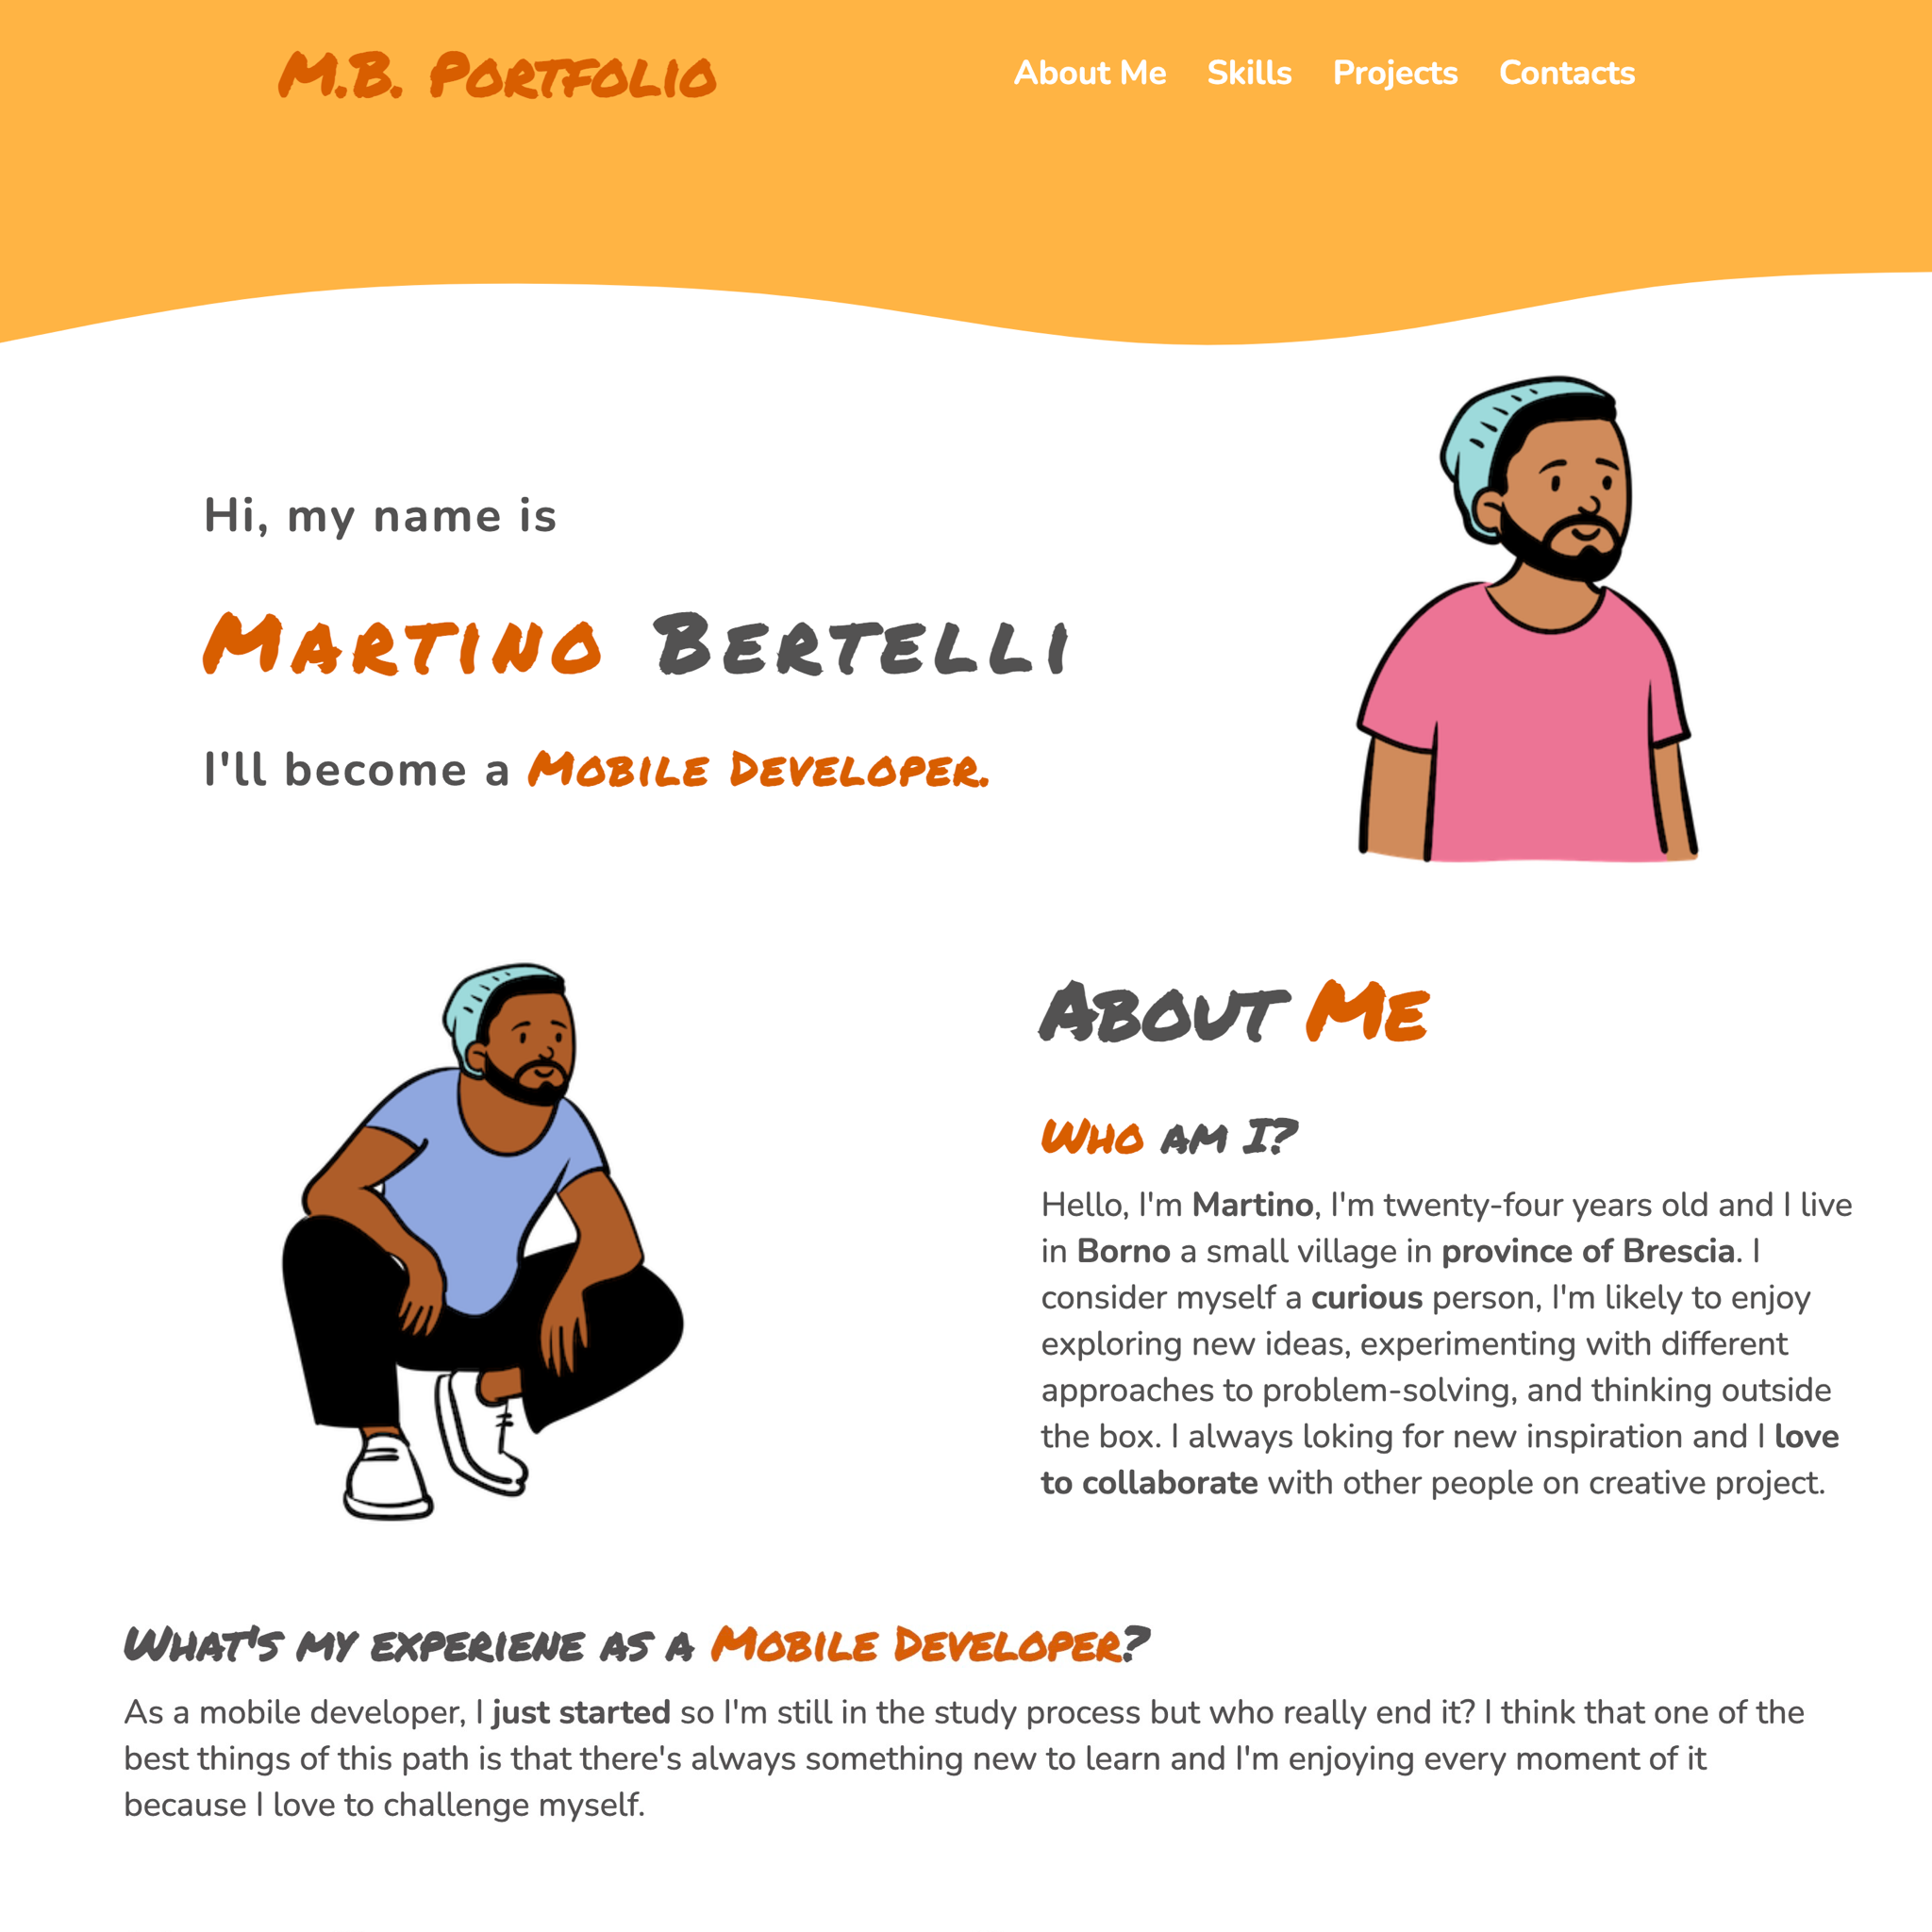 M.B. Portfolio
About Me Skills Projects Contacts
Hi, my name is
Martino Bertelli
I'll become a Mobile Developer.
About Me
Who am I?
Hello, I'm Martino, I'm twenty-four years old and I live
in Borno a small village in province of Brescia. I
consider myself a curious person, I'm likely to enjoy
exploring new ideas, experimenting with different
approaches to problem-solving, and thinking outside
the box. I always loking for new inspiration and I love
to collaborate with other people on creative project.
What's my experiene as a Mobile Developer?
As a mobile developer, I just started so I'm still in the study process but who really end it? I think that one of the
best things of this path is that there's always something new to learn and I'm enjoying every moment of it
because I love to challenge myself.